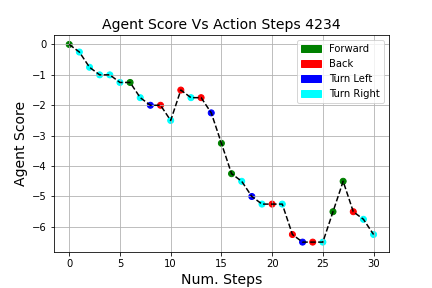 Agent Score Vs Action Steps 4234
Forward
Back
Turn Left
Turn Right
Agent Score
0
−1
−2
−3
−4
−5
−6
0 5 10 15 20 25 30
Num. Steps